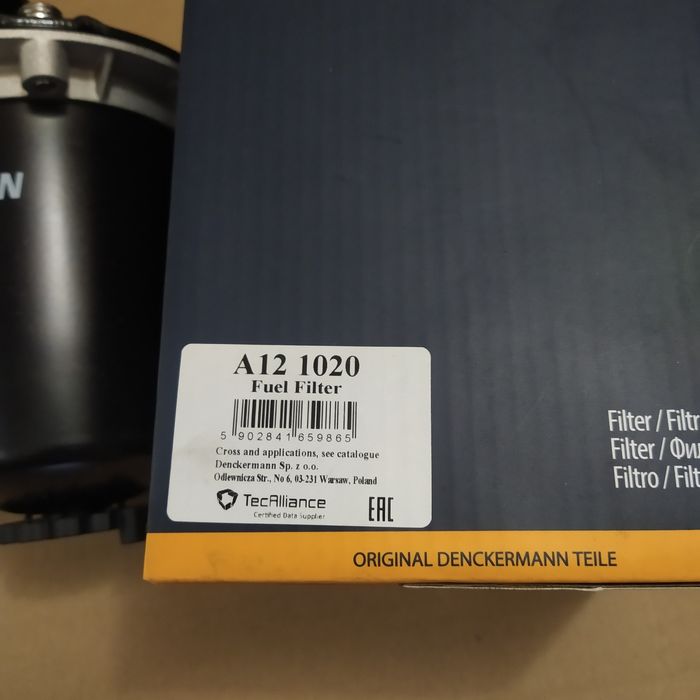 N
A12 1020
Fuel Filter
5 902841 659865
Cross and applications, see catalogue
Denckermann Sp. z o.o.
Odlewnicza Str., No 6, 03-231 Warsaw, Poland
TecAlliance
Certified Data Supplier
EAC
Filter / Filtr
Filter / Фил
Filtro / Filt
ORIGINAL DENCKERMANN TEILE